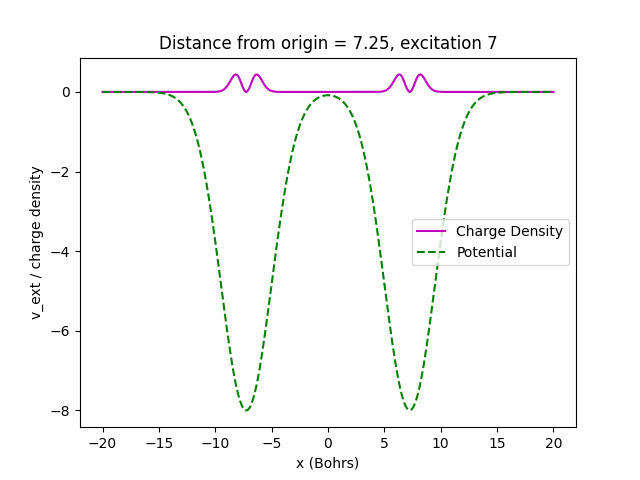 Distance from origin = 7.25, excitation 7
v_ext / charge density
0
−2
−4
−6
−8
Charge Density
Potential
−20
−15
−10
−5
0
5
10
15
20
x (Bohrs)